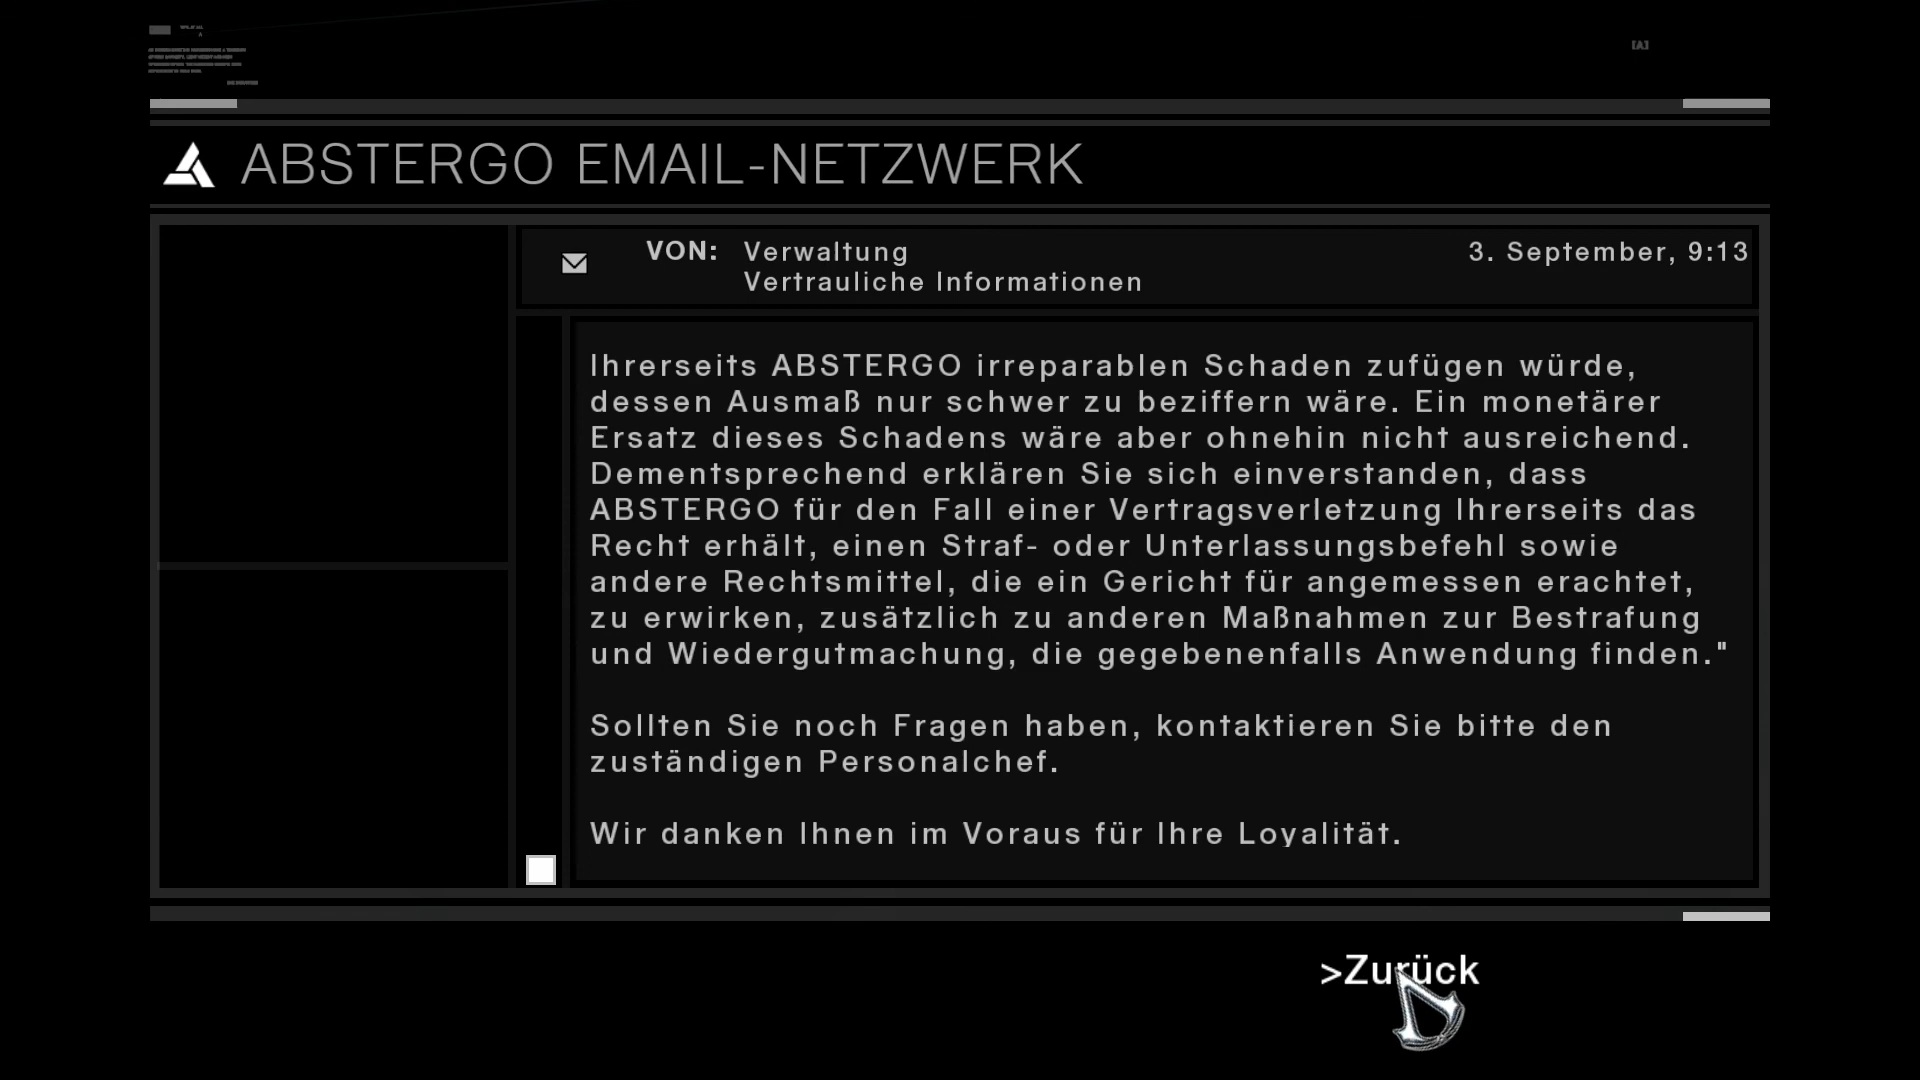 [A]
ABSTERGO EMAIL-NETZWERK
VON: Verwaltung 3. September, 9:13
Vertrauliche Informationen
Ihrerseits ABSTERGO irreparablen Schaden zufügen würde,
dessen Ausmaß nur schwer zu beziffern wäre. Ein monetärer
Ersatz dieses Schadens wäre aber ohnehin nicht ausreichend.
Dementsprechend erklären Sie sich einverstanden, dass
ABSTERGO für den Fall einer Vertragsverletzung Ihrerseits das
Recht erhält, einen Straf- oder Unterlassungsbefehl sowie
andere Rechtsmittel, die ein Gericht für angemessen erachtet,
zu erwirken, zusätzlich zu anderen Maßnahmen zur Bestrafung
und Wiedergutmachung, die gegebenenfalls Anwendung finden."
Sollten Sie noch Fragen haben, kontaktieren Sie bitte den
zuständigen Personalchef.
Wir danken Ihnen im Voraus für Ihre Loyalität.
>Zurück